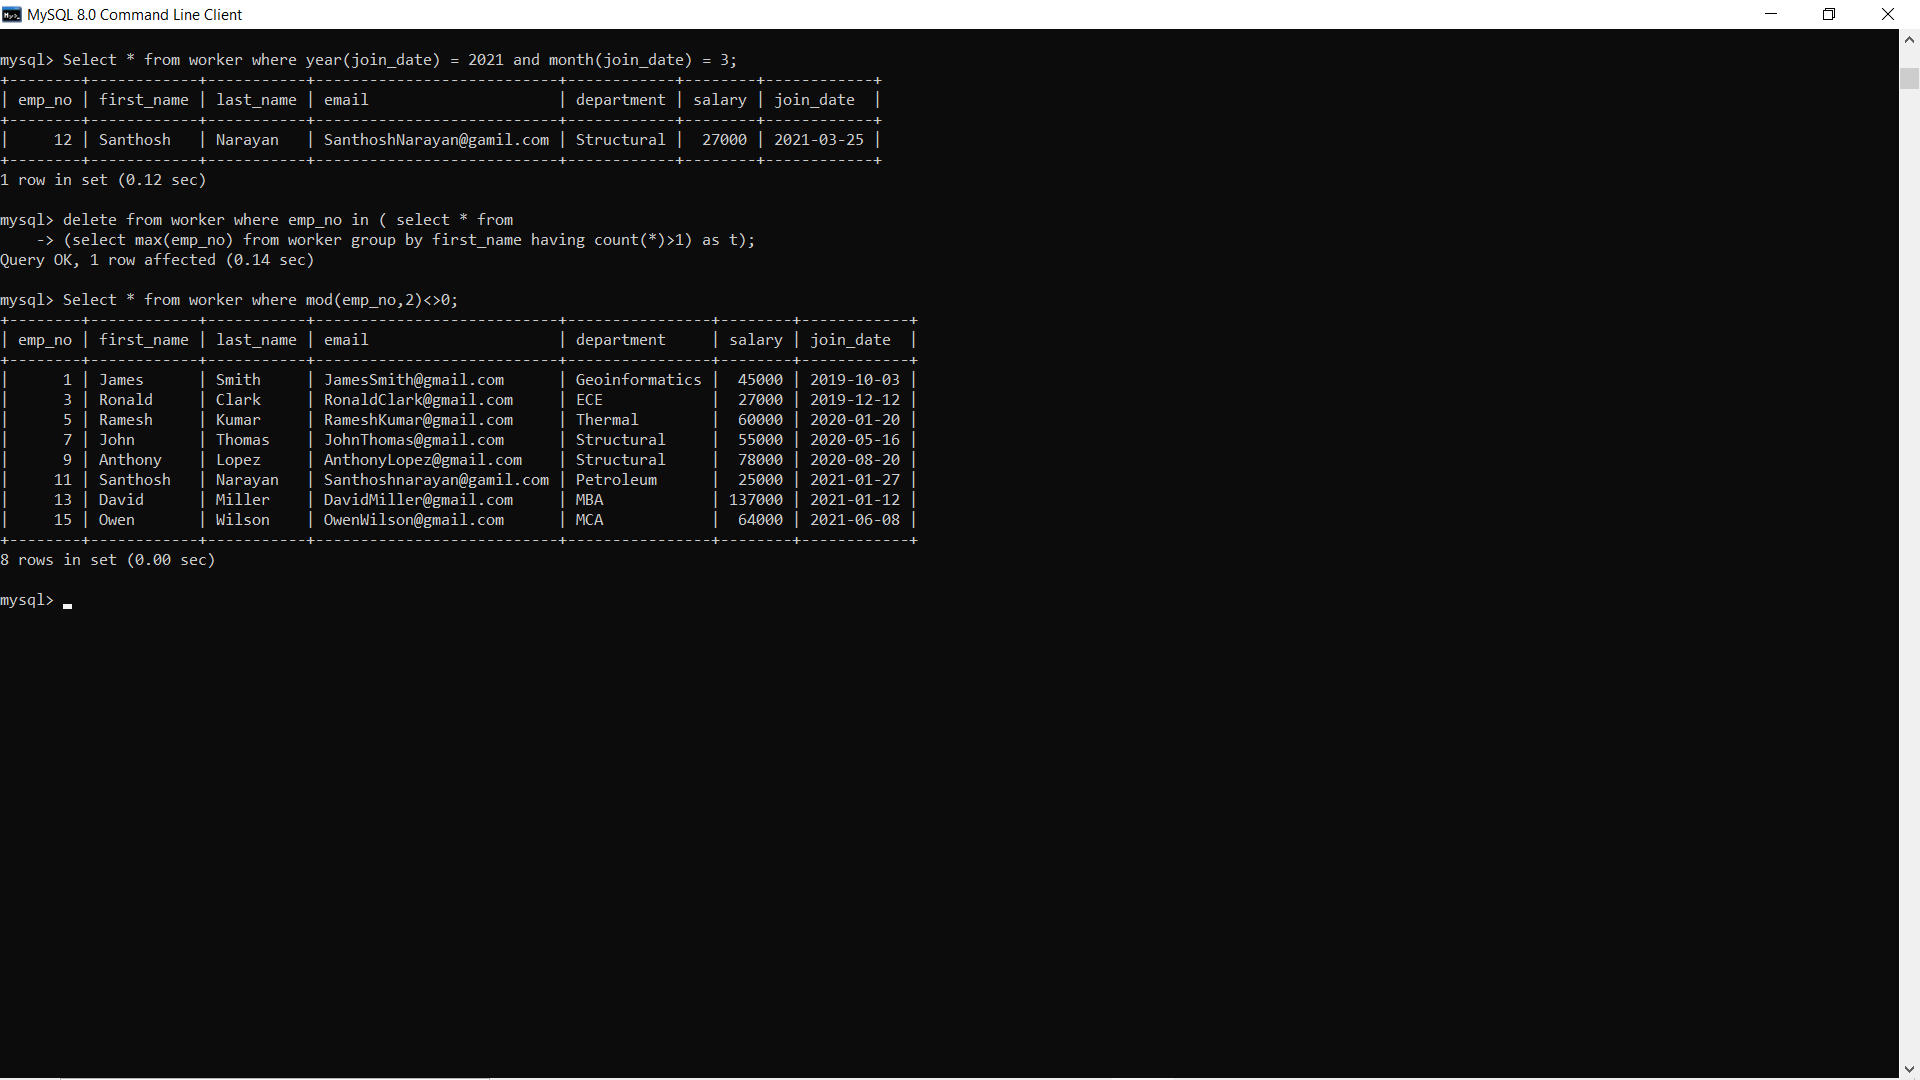 MySQL 8.0 Command Line Client
mysql> Select * from worker where year(join_date) = 2021 and month(join_date) = 3;
+--------+------------+-----------+---------------------------+------------+--------+------------+
| emp_no | first_name | last_name | email                     | department | salary | join_date  |
+--------+------------+-----------+---------------------------+------------+--------+------------+
|     12 | Santhosh   | Narayan   | SanthoshNarayan@gamil.com | Structural |  27000 | 2021-03-25 |
+--------+------------+-----------+---------------------------+------------+--------+------------+
1 row in set (0.12 sec)
mysql> delete from worker where emp_no in ( select * from
    -> (select max(emp_no) from worker group by first_name having count(*)>1) as t);
Query OK, 1 row affected (0.14 sec)
mysql> Select * from worker where mod(emp_no,2)<>0;
+--------+------------+-----------+---------------------------+----------------+--------+------------+
| emp_no | first_name | last_name | email                     | department     | salary | join_date  |
+--------+------------+-----------+---------------------------+----------------+--------+------------+
|      1 | James      | Smith     | JamesSmith@gmail.com      | Geoinformatics |  45000 | 2019-10-03 |
|      3 | Ronald     | Clark     | RonaldClark@gmail.com     | ECE            |  27000 | 2019-12-12 |
|      5 | Ramesh     | Kumar     | RameshKumar@gmail.com     | Thermal        |  60000 | 2020-01-20 |
|      7 | John       | Thomas    | JohnThomas@gmail.com      | Structural     |  55000 | 2020-05-16 |
|      9 | Anthony    | Lopez     | AnthonyLopez@gmail.com    | Structural     |  78000 | 2020-08-20 |
|     11 | Santhosh   | Narayan   | Santhoshnarayan@gamil.com | Petroleum      |  25000 | 2021-01-27 |
|     13 | David      | Miller    | DavidMiller@gmail.com     | MBA            | 137000 | 2021-01-12 |
|     15 | Owen       | Wilson    | OwenWilson@gmail.com      | MCA            |  64000 | 2021-06-08 |
+--------+------------+-----------+---------------------------+----------------+--------+------------+
8 rows in set (0.00 sec)
mysql>